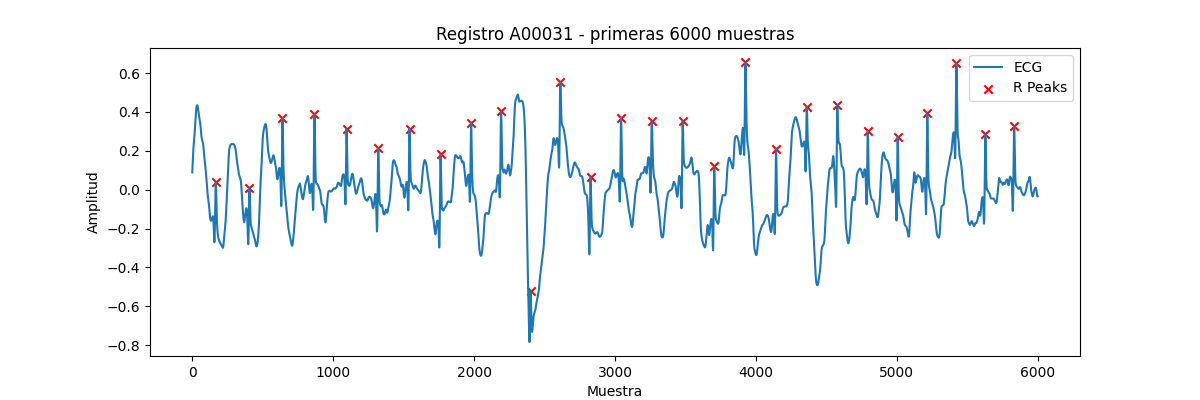 Registro A00031 - primeras 6000 muestras
ECG
R Peaks
Amplitud
0.6
0.4
0.2
0.0
−0.2
−0.4
−0.6
−0.8
0 1000 2000 3000 4000 5000 6000
Muestra